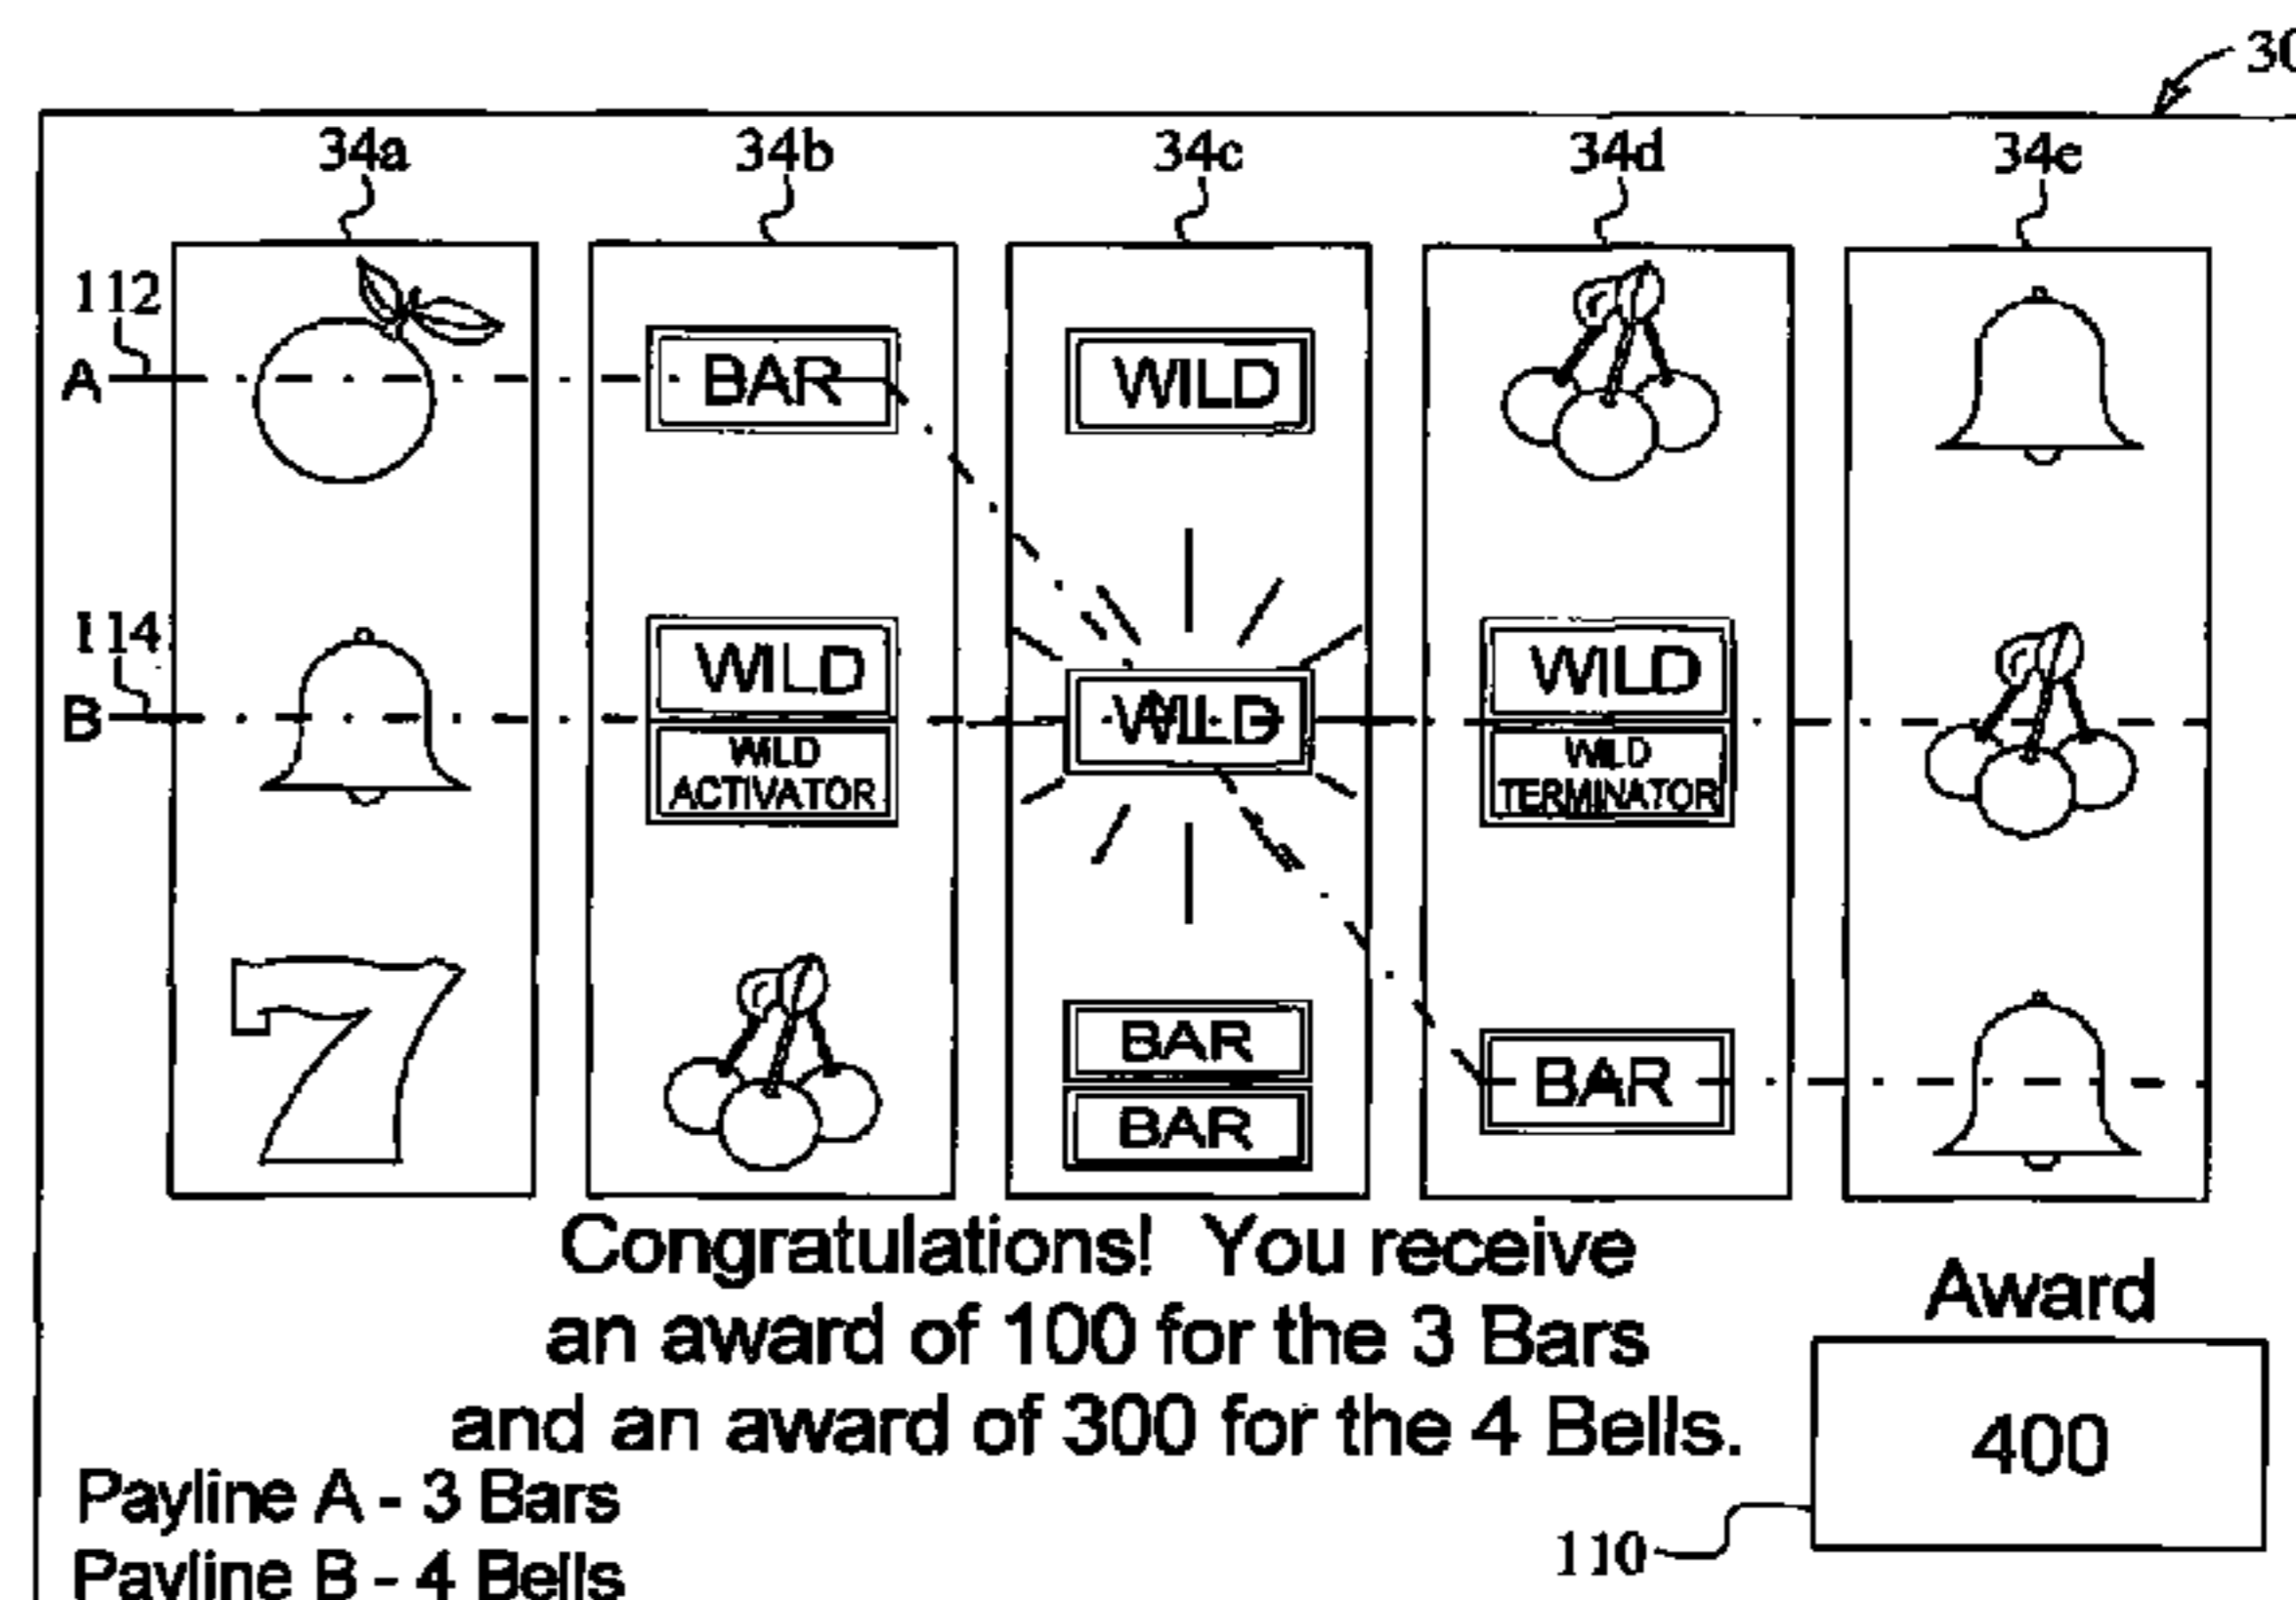 30
34a 34b 34c 34d 34e
112
A
BAR
WILD
114
B
WILD
WILD
ACTIVATOR
WILD
WILD
WILD
TERMINATOR
7
BAR
BAR
BAR
Congratulations! You receive
an award of 100 for the 3 Bars
and an award of 300 for the 4 Bells.
Award
400
110
Payline A - 3 Bars
Payline B - 4 Bells